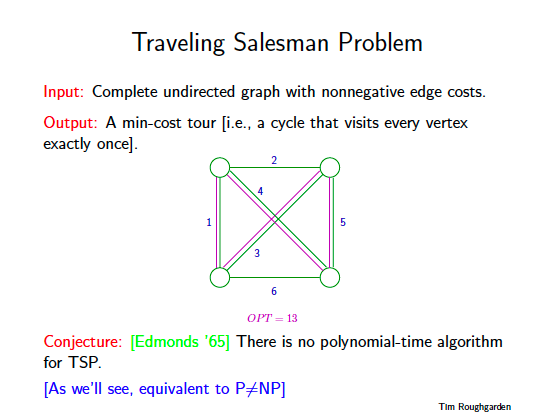 Traveling Salesman Problem
Input: Complete undirected graph with nonnegative edge costs.
Output: A min-cost tour [i.e., a cycle that visits every vertex
exactly once].
2
4
1
5
3
6
OPT = 13
Conjecture: [Edmonds '65] There is no polynomial-time algorithm
for TSP.
[As we'll see, equivalent to P≠NP]
Tim Roughgarden